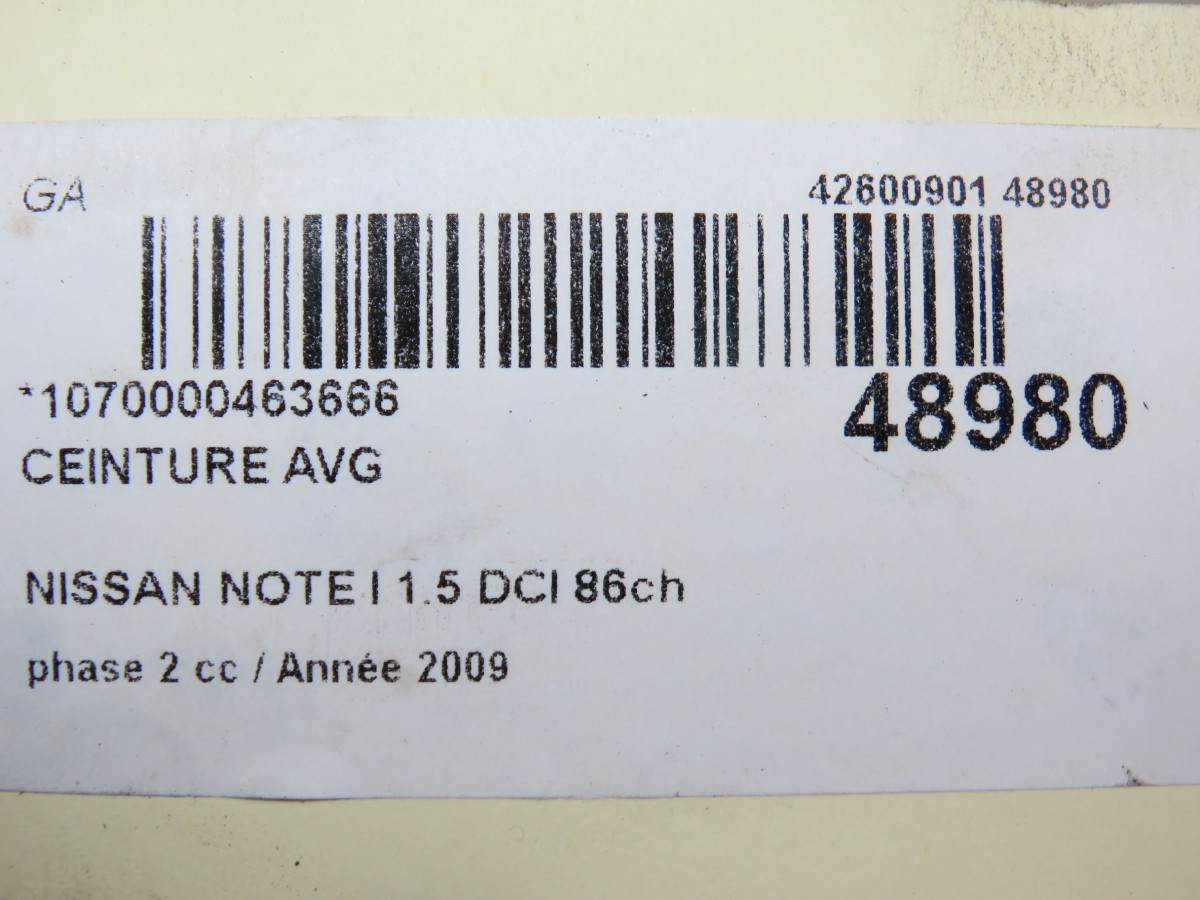 GA
42600901 48980
*1070000463666
48980
CEINTURE AVG
NISSAN NOTE I 1.5 DCI 86ch
phase 2 cc / Année 2009